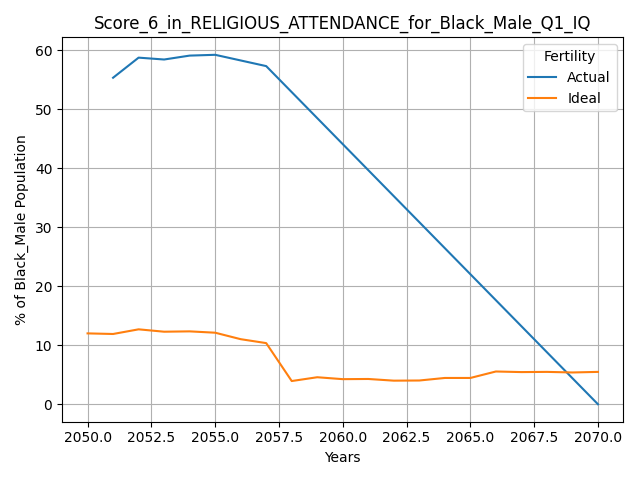 Score_6_in_RELIGIOUS_ATTENDANCE_for_Black_Male_Q1_IQ
Fertility
Actual
Ideal
% of Black_Male Population
60
50
40
30
20
10
0
2050.0 2052.5 2055.0 2057.5 2060.0 2062.5 2065.0 2067.5 2070.0
Years